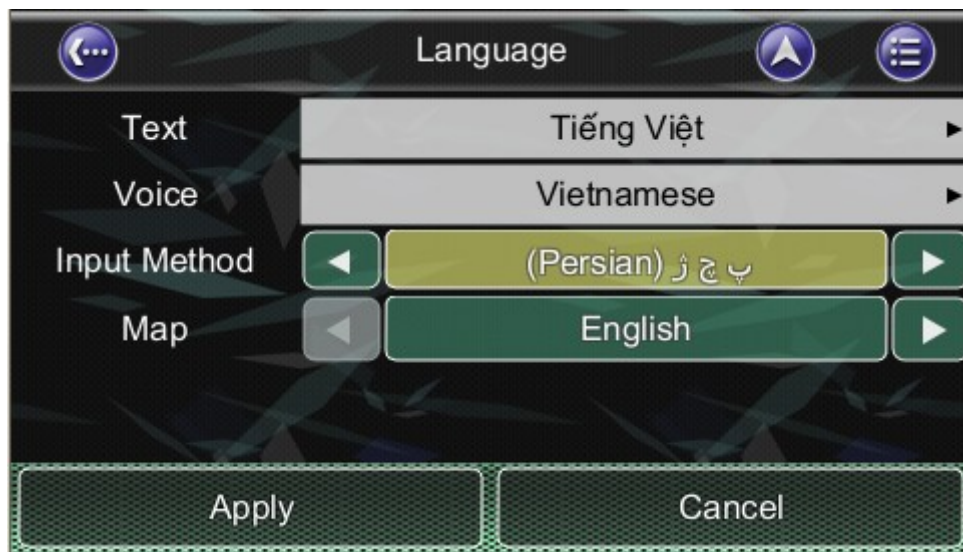 Language
Text Tiếng Việt
Voice Vietnamese
Input Method (Persian) پ چ ژ
Map English
Apply Cancel